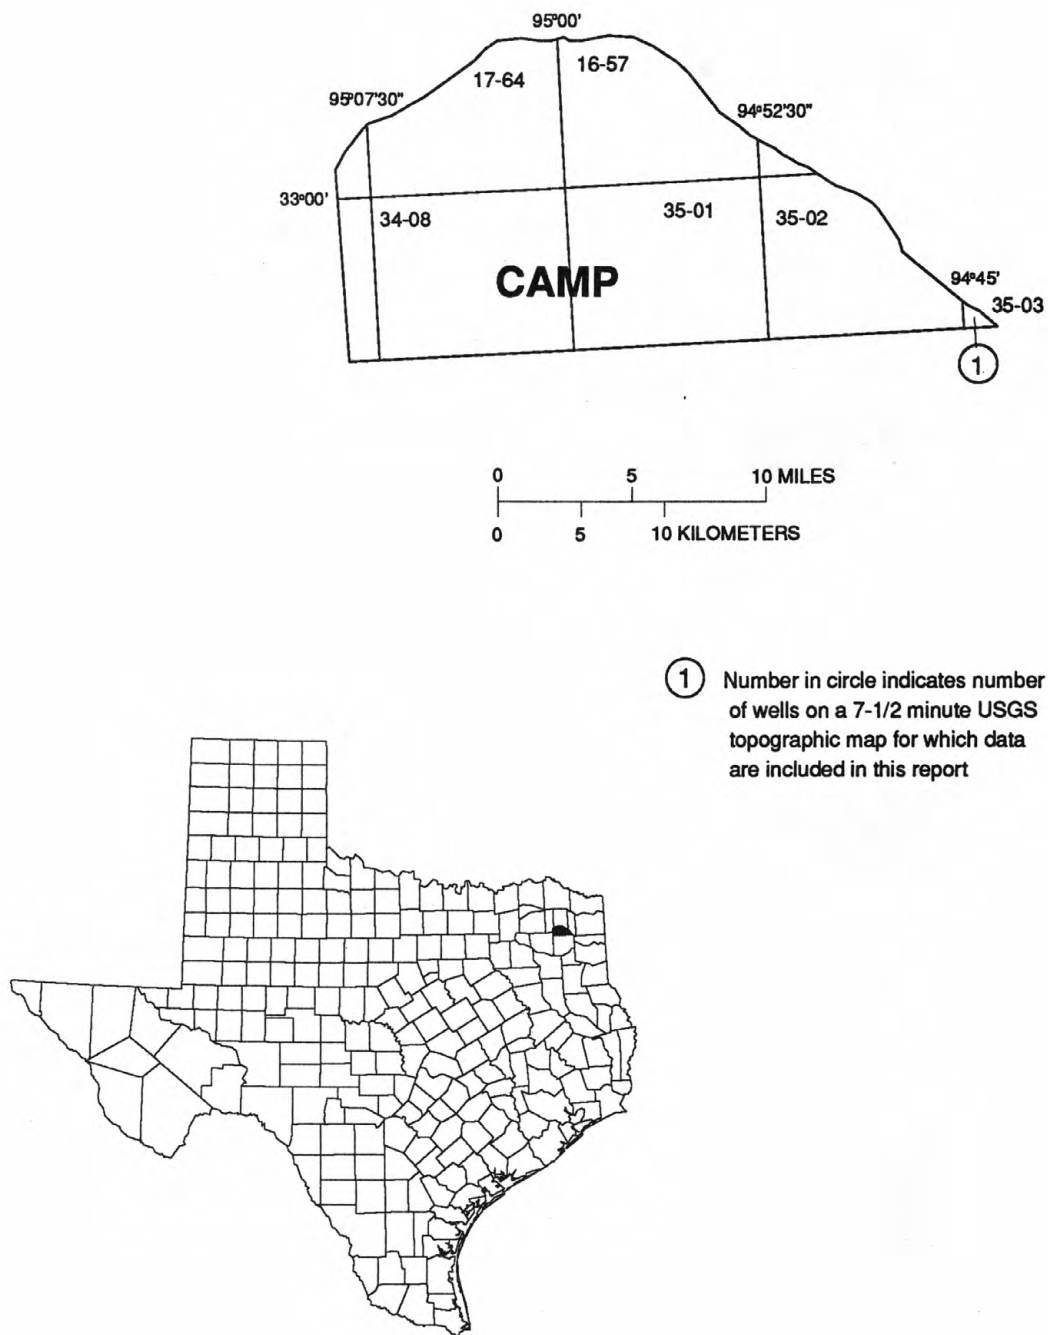 95°00'
17-64
16-57
95°07'30"
94°52'30"
33°00'
34-08
35-01
35-02
CAMP
94°45'
35-03
1
0 5 10 MILES
0 5 10 KILOMETERS
1 Number in circle indicates number
of wells on a 7-1/2 minute USGS
topographic map for which data
are included in this report